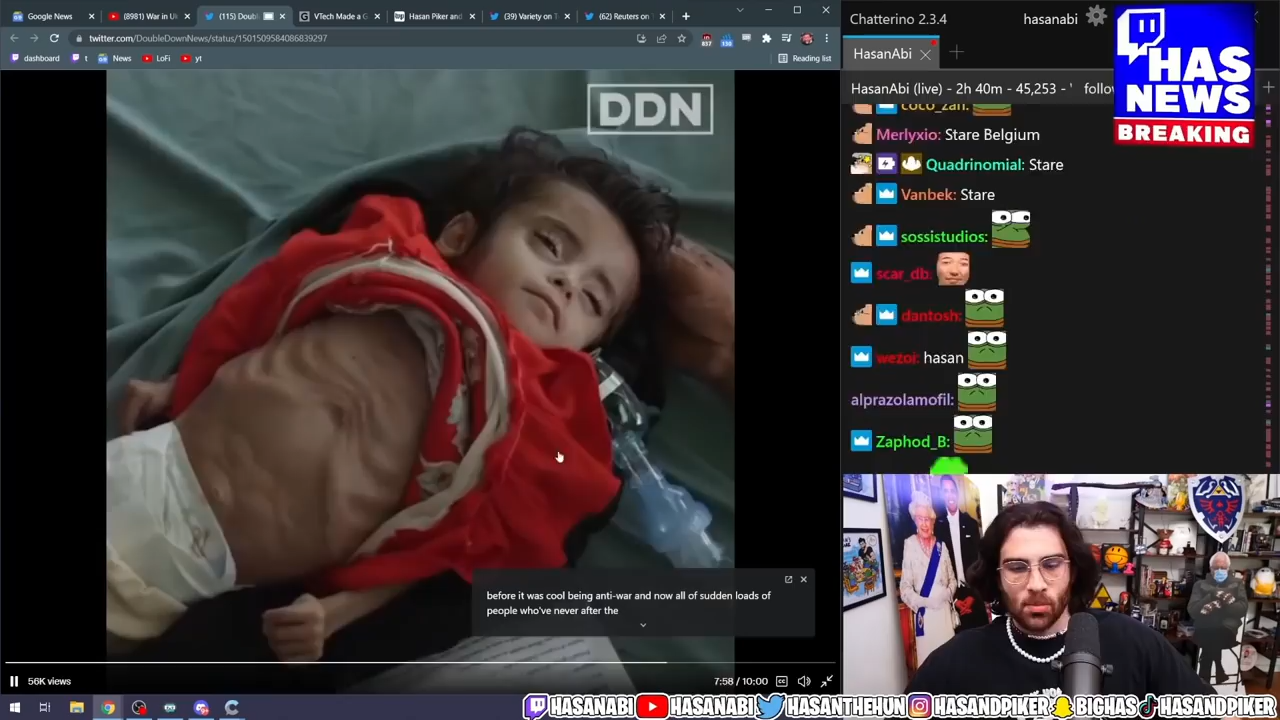 Google News
(8981) War in U
(115) Doubl
VTech Made a G
Hasan Piker and
(39) Variety on T
(62) Reuters on
twitter.com/DoubleDownNews/status/1501509584086839297
837
dashboard
t
News
LoFi
yt
Reading list
DDN
before it was cool being anti-war and now all of sudden loads of
people who've never after the
56K views
7:58 / 10:00
Chatterino 2.3.4
hasanabi
HasanAbi
HasanAbi (live) - 2h 40m - 45,253 - '
follow
HAS
NEWS
BREAKING
coco_zah:
Merlyxio: Stare Belgium
Quadrinomial: Stare
Vanbek: Stare
sossistudios:
scar_db:
dantosh:
wezoi: hasan
alprazolamofil:
Zaphod_B:
HASANABI
HASANABI
HASANTHEHUN
HASANDPIKER
BIGHAS
HASANDPIKER